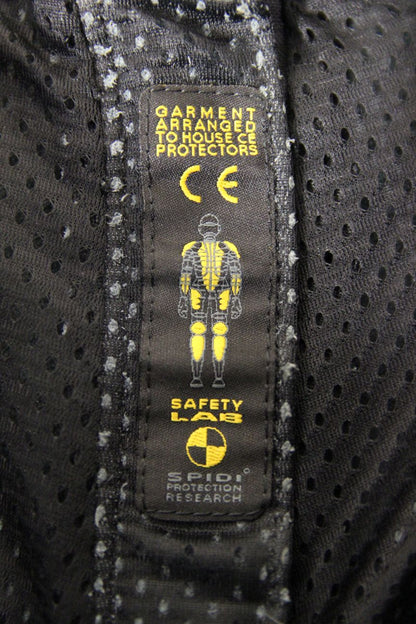 GARMENT
ARRANGED
TO HOUSE CE
PROTECTORS
CE
SAFETY
LAB
SPIDI©
PROTECTION
RESEARCH